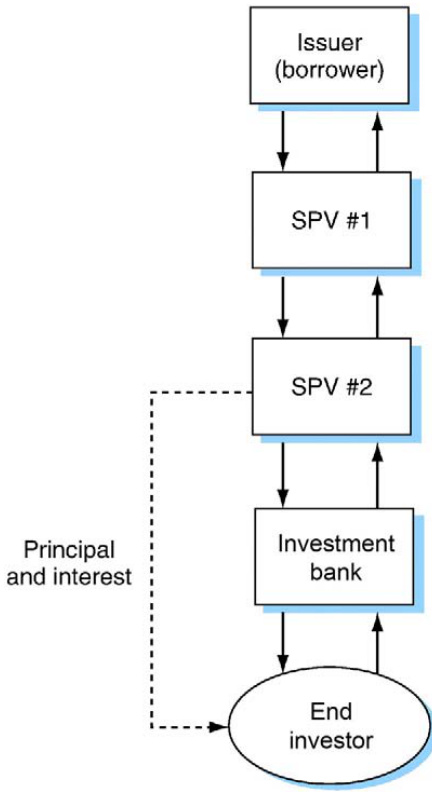 Issuer
(borrower)
SPV #1
SPV #2
Principal
and interest
Investment
bank
End
investor